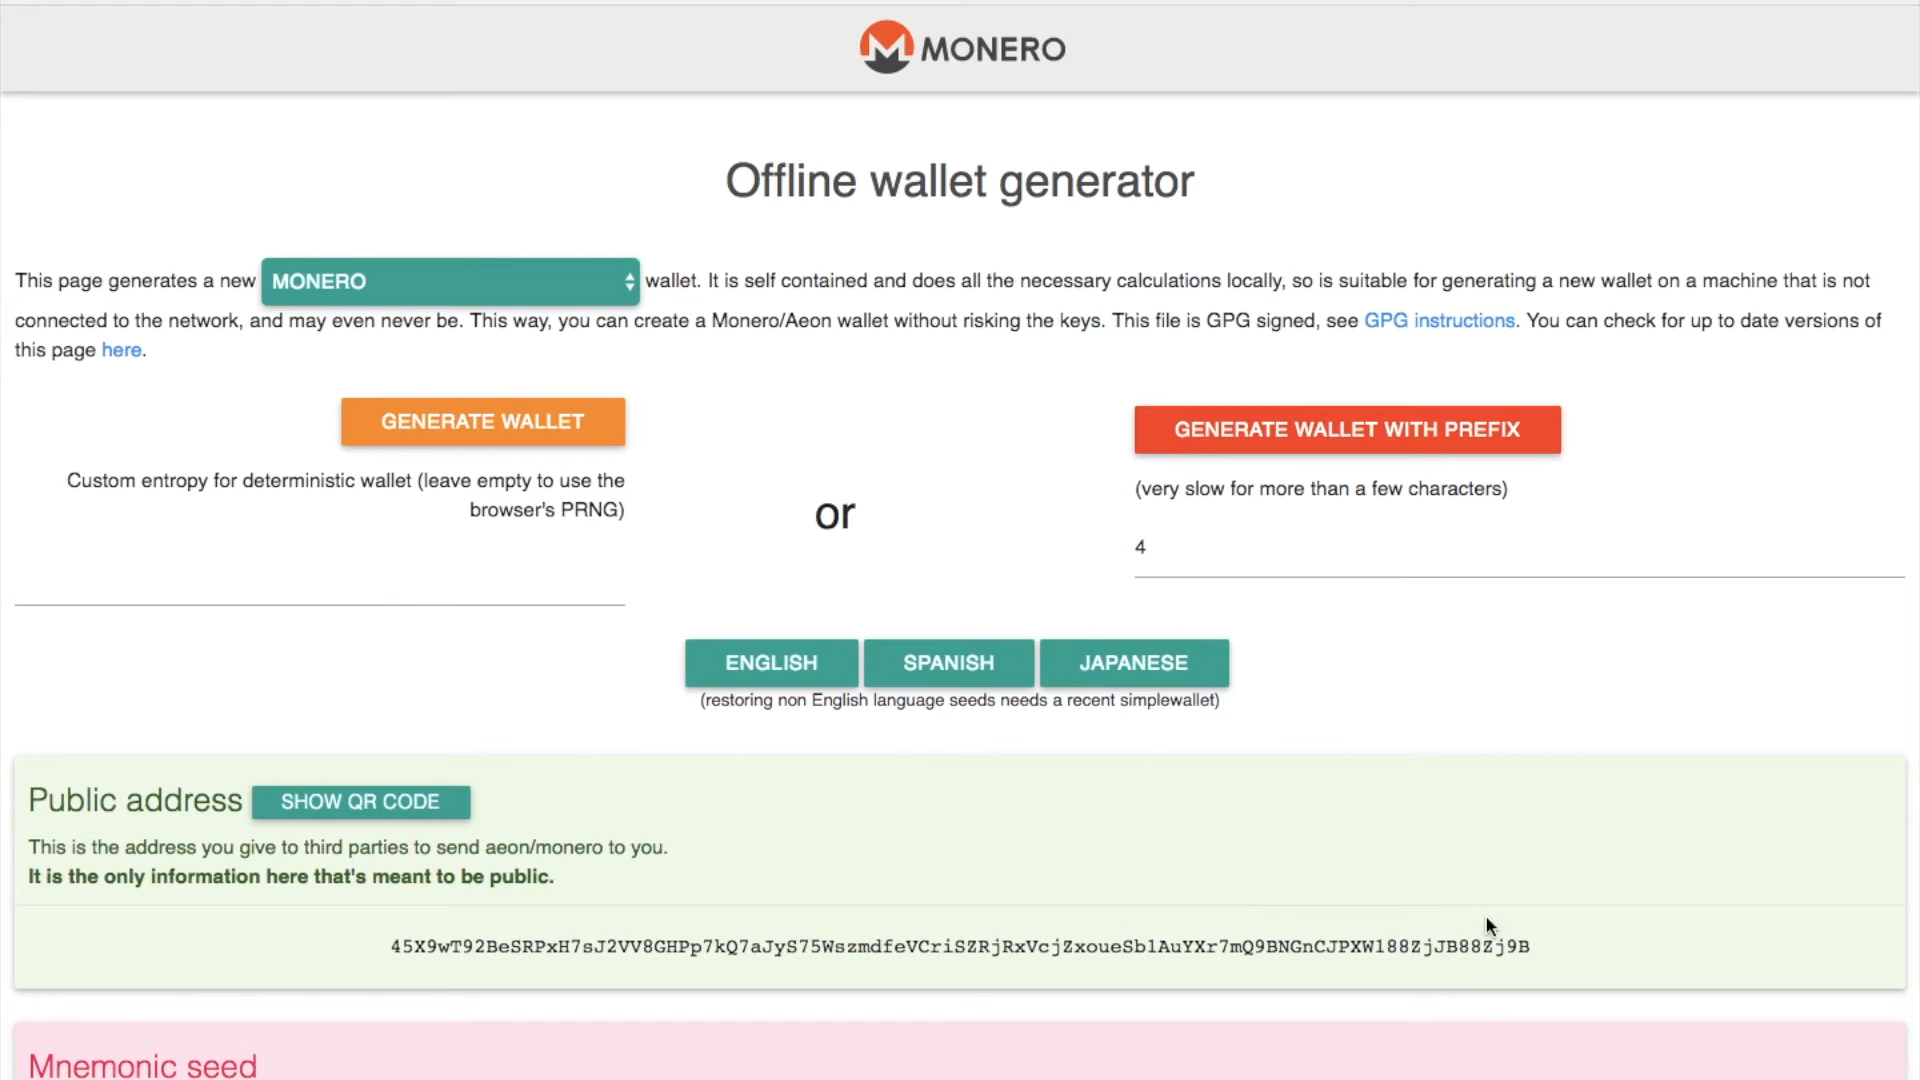 MONERO
Offline wallet generator
This page generates a new MONERO wallet. It is self contained and does all the necessary calculations locally, so is suitable for generating a new wallet on a machine that is not
connected to the network, and may even never be. This way, you can create a Monero/Aeon wallet without risking the keys. This file is GPG signed, see GPG instructions. You can check for up to date versions of
this page here.
GENERATE WALLET
Custom entropy for deterministic wallet (leave empty to use the
browser's PRNG)
or
GENERATE WALLET WITH PREFIX
(very slow for more than a few characters)
4
ENGLISH SPANISH JAPANESE
(restoring non English language seeds needs a recent simplewallet)
Public address SHOW QR CODE
This is the address you give to third parties to send aeon/monero to you.
It is the only information here that's meant to be public.
45X9wT92BeSRPxH7sJ2VV8GHPp7kQ7aJyS75WszmdfeVCriSZRjRxVcjZxoueSb1AuYXr7mQ9BNGnCJPXW188ZjJB88Zj9B
Mnemonic seed